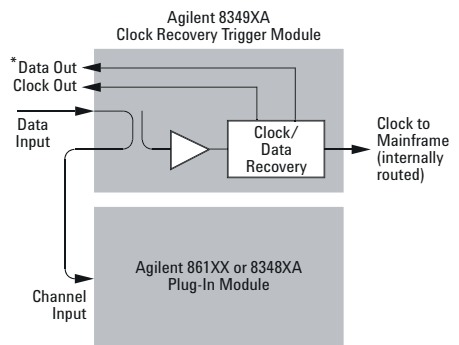 Agilent 8349XA
Clock Recovery Trigger Module
*Data Out
Clock Out
Data
Input
Clock/
Data
Recovery
Clock to
Mainframe
(internally
routed)
Agilent 861XX or 8348XA
Plug-In Module
Channel
Input